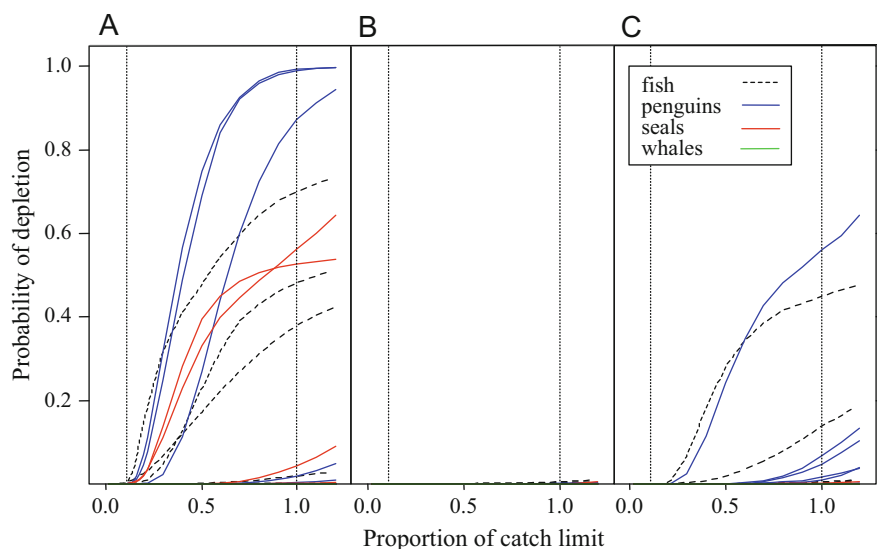 A
B
C
fish
penguins
seals
whales
Probability of depletion
1.0
0.8
0.6
0.4
0.2
0.0 0.5 1.0 0.0 0.5 1.0 0.0 0.5 1.0
Proportion of catch limit